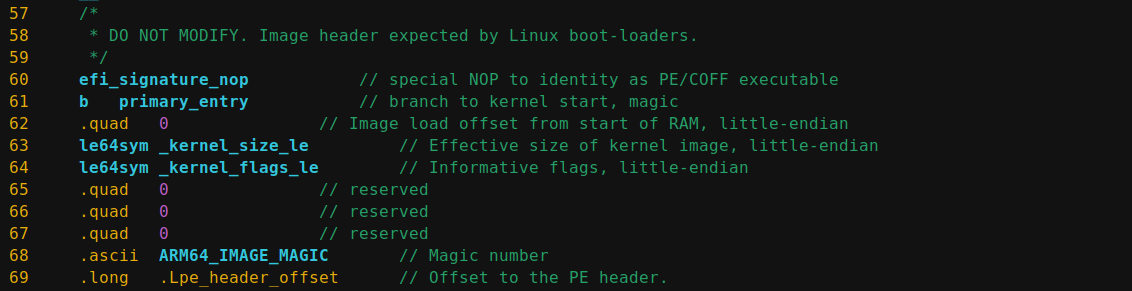 57 /*
58 * DO NOT MODIFY. Image header expected by Linux boot-loaders.
59 */
60 efi_signature_nop // special NOP to identity as PE/COFF executable
61 b primary_entry // branch to kernel start, magic
62 .quad 0 // Image load offset from start of RAM, little-endian
63 le64sym _kernel_size_le // Effective size of kernel image, little-endian
64 le64sym _kernel_flags_le // Informative flags, little-endian
65 .quad 0 // reserved
66 .quad 0 // reserved
67 .quad 0 // reserved
68 .ascii ARM64_IMAGE_MAGIC // Magic number
69 .long .Lpe_header_offset // Offset to the PE header.